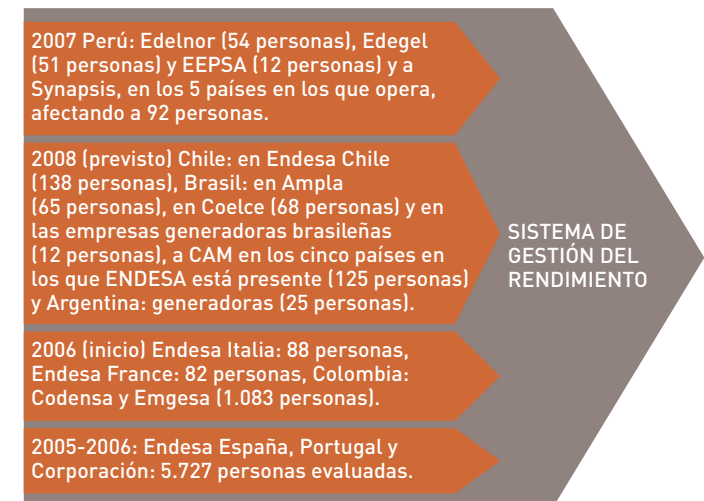 2007 Perú: Edelnor (54 personas), Edegel
(51 personas) y EEPSA (12 personas) y a
Synapsis, en los 5 países en los que opera,
afectando a 92 personas.
2008 (previsto) Chile: en Endesa Chile
(138 personas), Brasil: en Ampla
(65 personas), en Coelce (68 personas) y en
las empresas generadoras brasileñas
(12 personas), a CAM en los cinco países en
los que ENDESA está presente (125 personas)
y Argentina: generadoras (25 personas).
2006 (inicio) Endesa Italia: 88 personas,
Endesa France: 82 personas, Colombia:
Codensa y Emgesa (1.083 personas).
2005-2006: Endesa España, Portugal y
Corporación: 5.727 personas evaluadas.
SISTEMA DE
GESTIÓN DEL
RENDIMIENTO